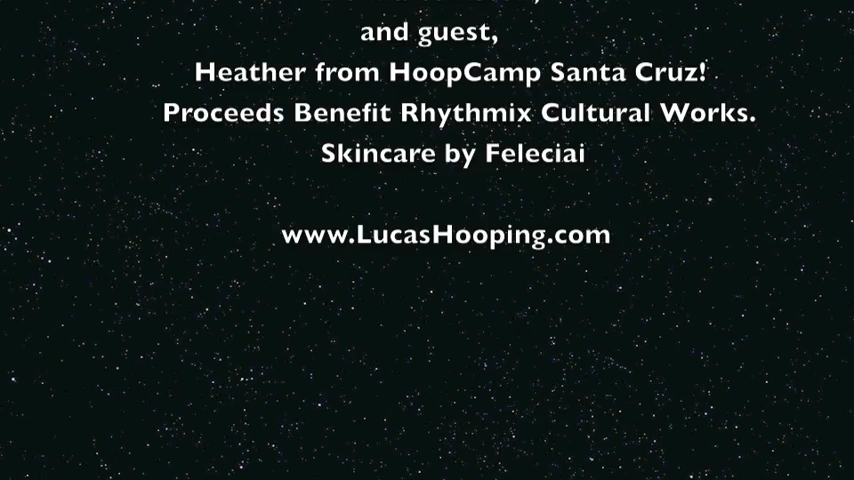 and guest,
Heather from HoopCamp Santa Cruz!
Proceeds Benefit Rhythmix Cultural Works.
Skincare by Feleciai
www.LucasHooping.com